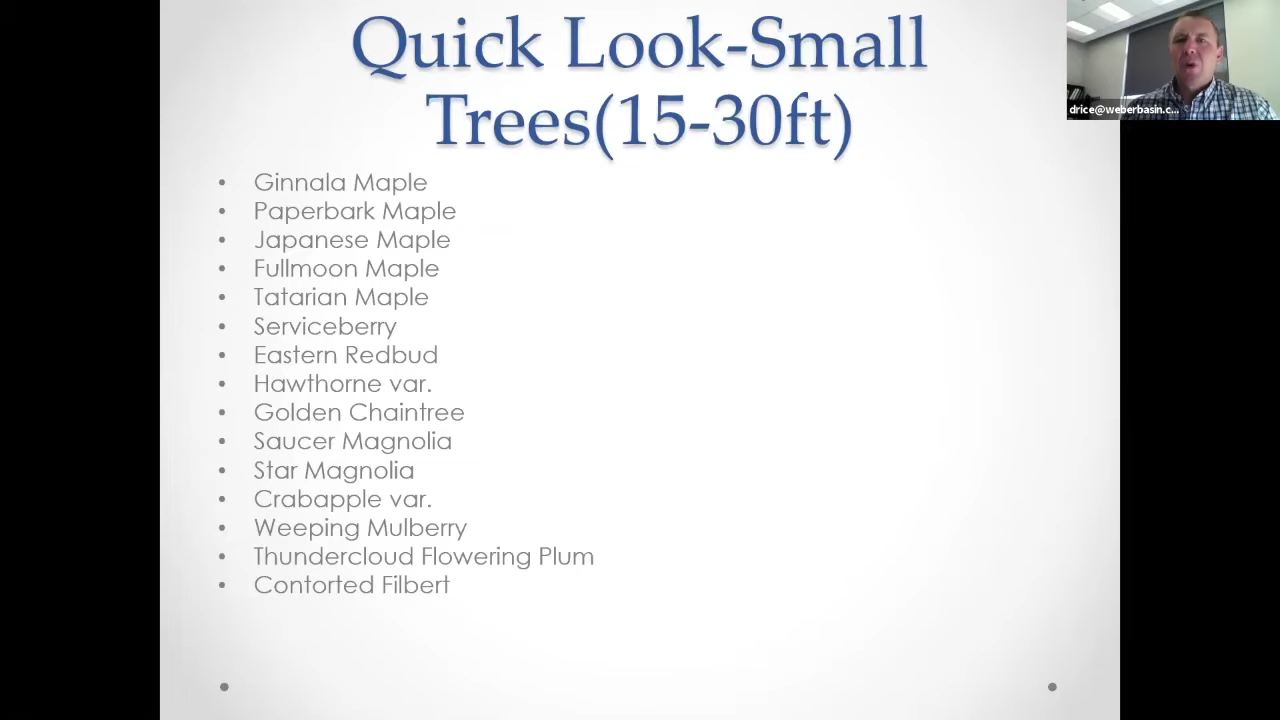 Quick Look-Small
Trees(15-30ft)
drice@weberbasin.c...
• Ginnala Maple
• Paperbark Maple
• Japanese Maple
• Fullmoon Maple
• Tatarian Maple
• Serviceberry
• Eastern Redbud
• Hawthorne var.
• Golden Chaintree
• Saucer Magnolia
• Star Magnolia
• Crabapple var.
• Weeping Mulberry
• Thundercloud Flowering Plum
• Contorted Filbert